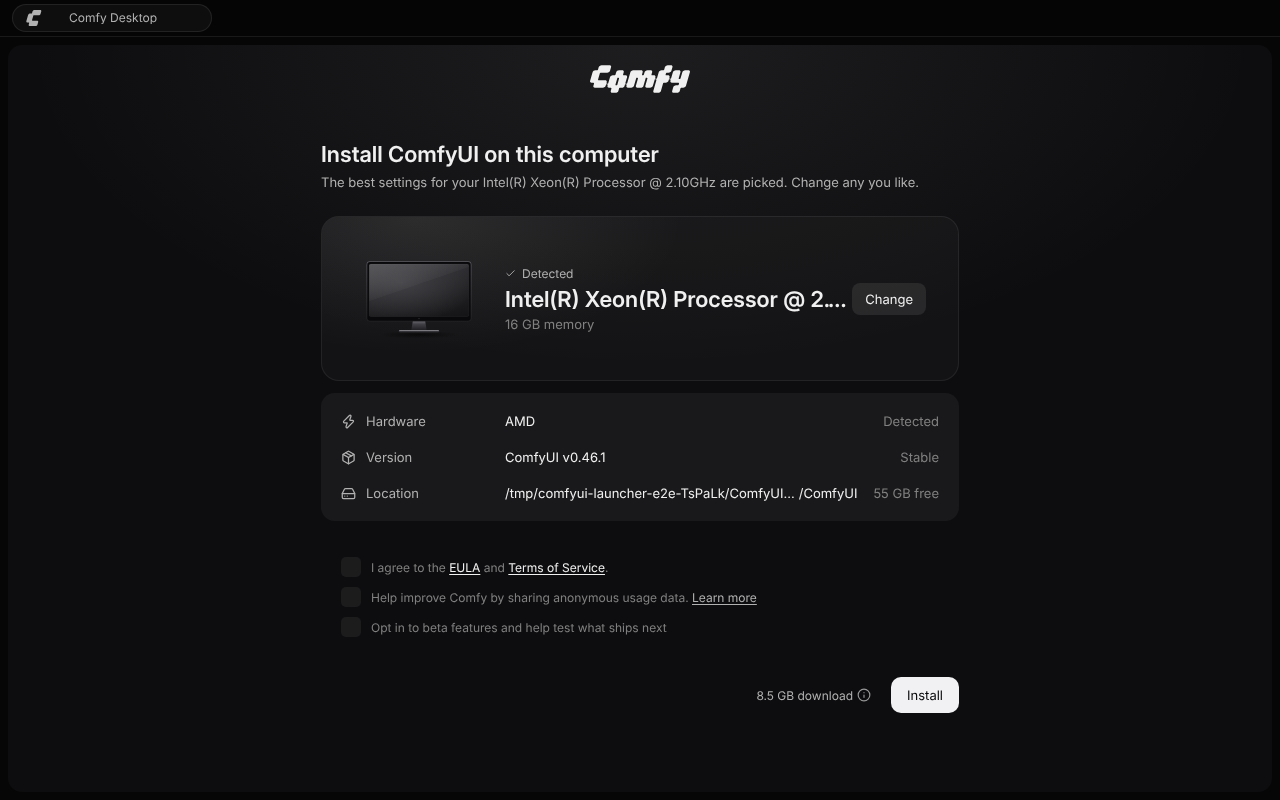 Comfy Desktop
Comfy
Install ComfyUI on this computer
The best settings for your Intel(R) Xeon(R) Processor @ 2.10GHz are picked. Change any you like.
Detected
Intel(R) Xeon(R) Processor @ 2.... Change
16 GB memory
Hardware AMD Detected
Version ComfyUI v0.46.1 Stable
Location /tmp/comfyui-launcher-e2e-TsPaLk/ComfyUI... /ComfyUI 55 GB free
I agree to the EULA and Terms of Service.
Help improve Comfy by sharing anonymous usage data. Learn more
Opt in to beta features and help test what ships next
8.5 GB download Install